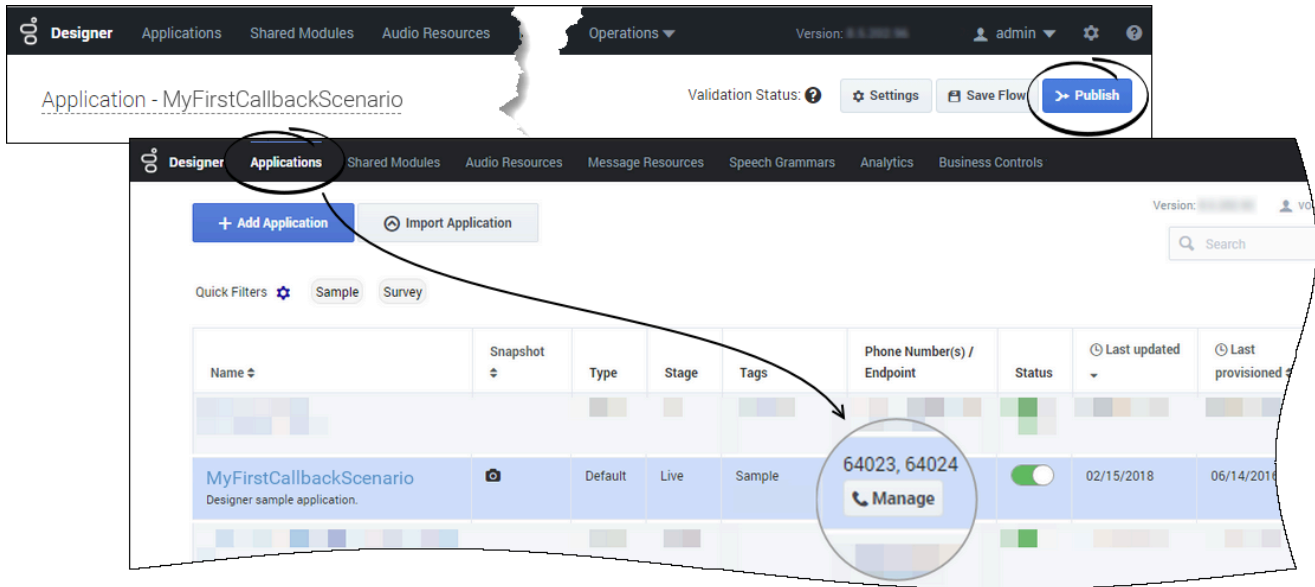 Designer Applications Shared Modules Audio Resources Operations Version: admin
Application - MyFirstCallbackScenario Validation Status: Settings Save Flow Publish
Designer Applications Shared Modules Audio Resources Message Resources Speech Grammars Analytics Business Controls
Version:
+ Add Application Import Application
Search
Quick Filters Sample Survey
Name Snapshot Type Stage Tags Phone Number(s) / Endpoint Status Last updated Last provisioned
MyFirstCallbackScenario Default Live Sample 64023, 64024 02/15/2018
Designer sample application.
Manage